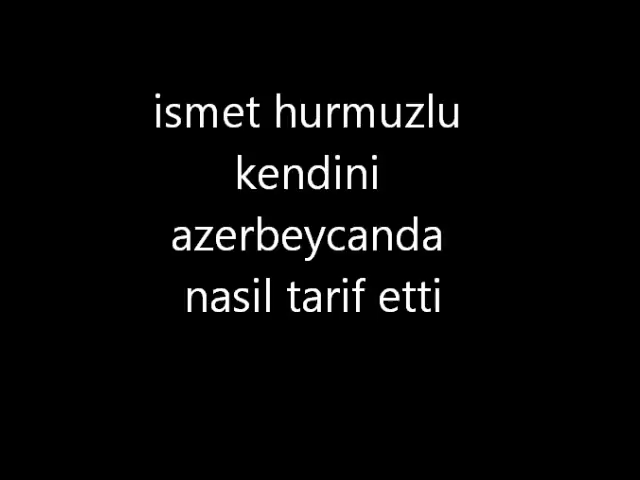 ismet hurmuzlu
kendini
azerbeycanda
nasil tarif etti